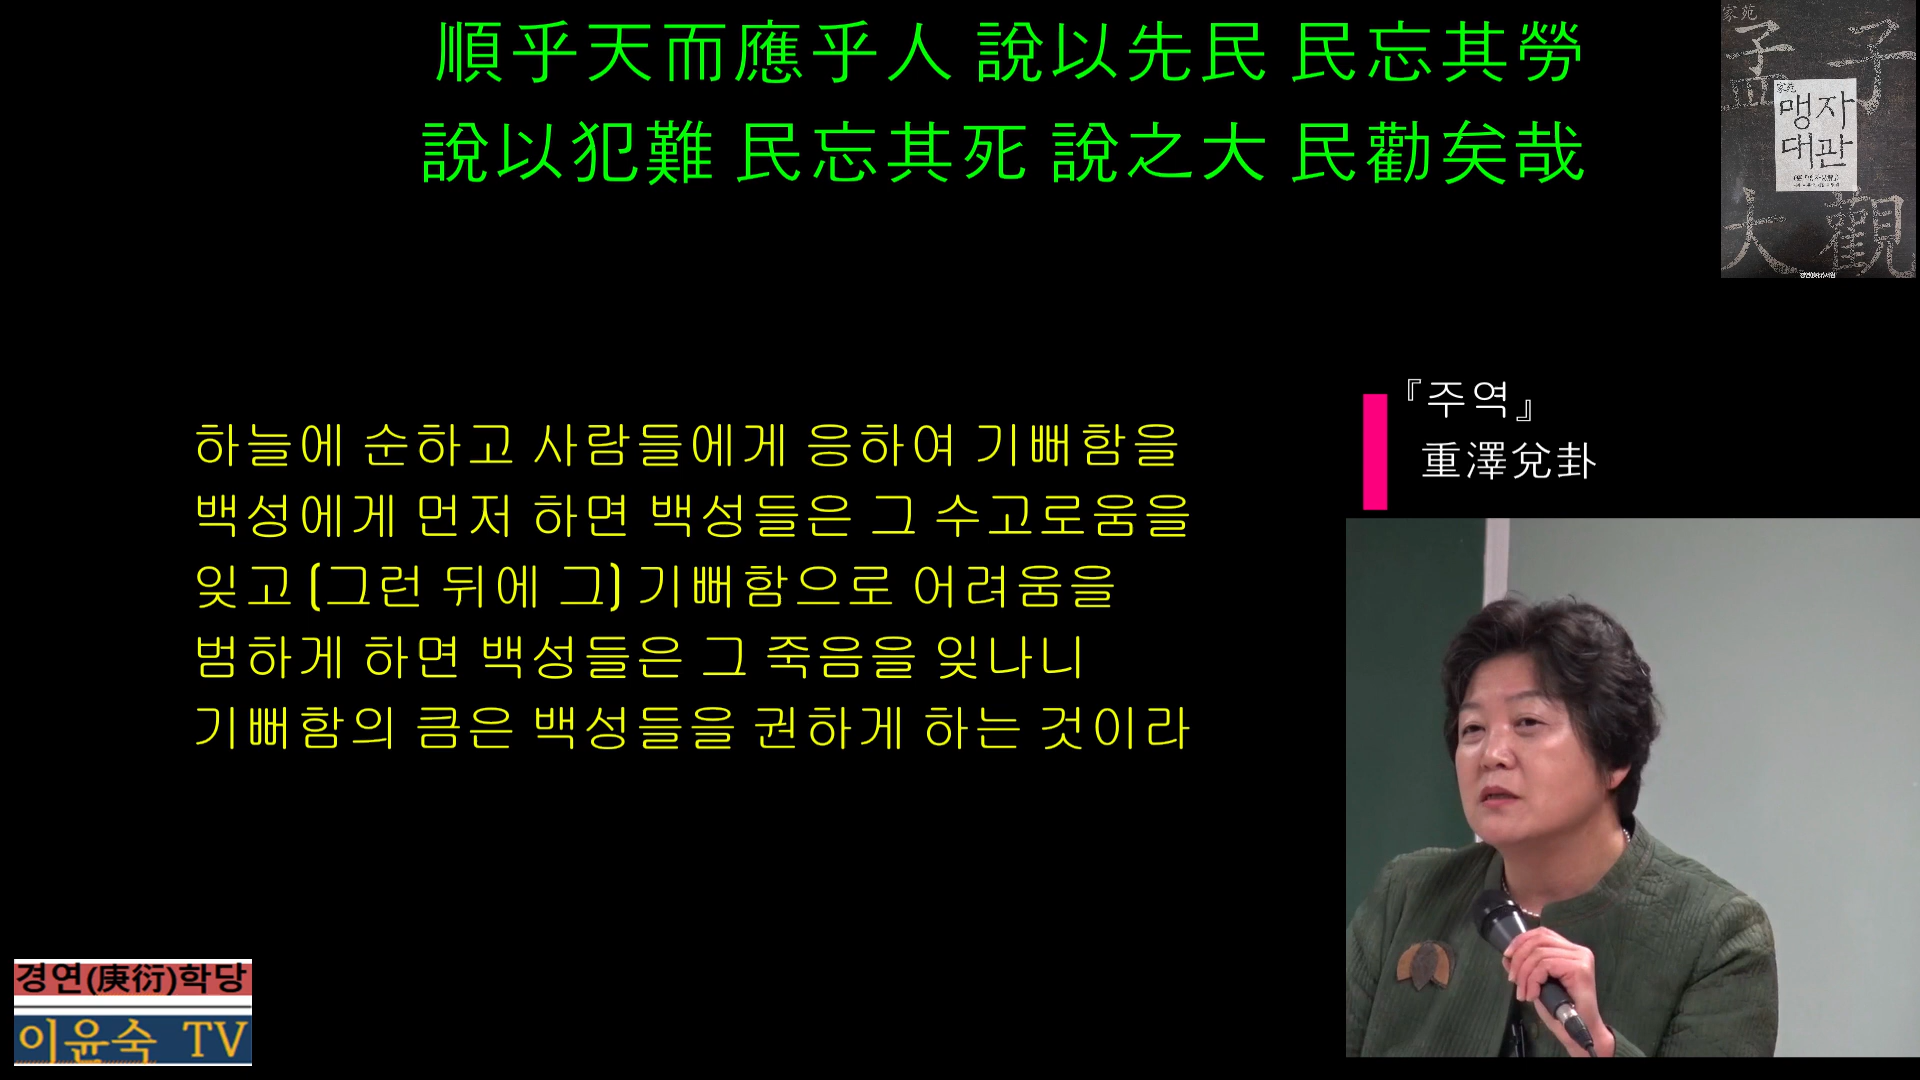 順乎天而應乎人 說以先民 民忘其勞
說以犯難 民忘其死 說之大 民勸矣哉
家苑
孟子
맹자
대관
大觀
『주역』
重澤兌卦
하늘에 순하고 사람들에게 응하여 기뻐함을
백성에게 먼저 하면 백성들은 그 수고로움을
잊고 (그런 뒤에 그) 기뻐함으로 어려움을
범하게 하면 백성들은 그 죽음을 잊나니
기뻐함의 큼은 백성들을 권하게 하는 것이라
경연(庚衍)학당
이윤숙 TV